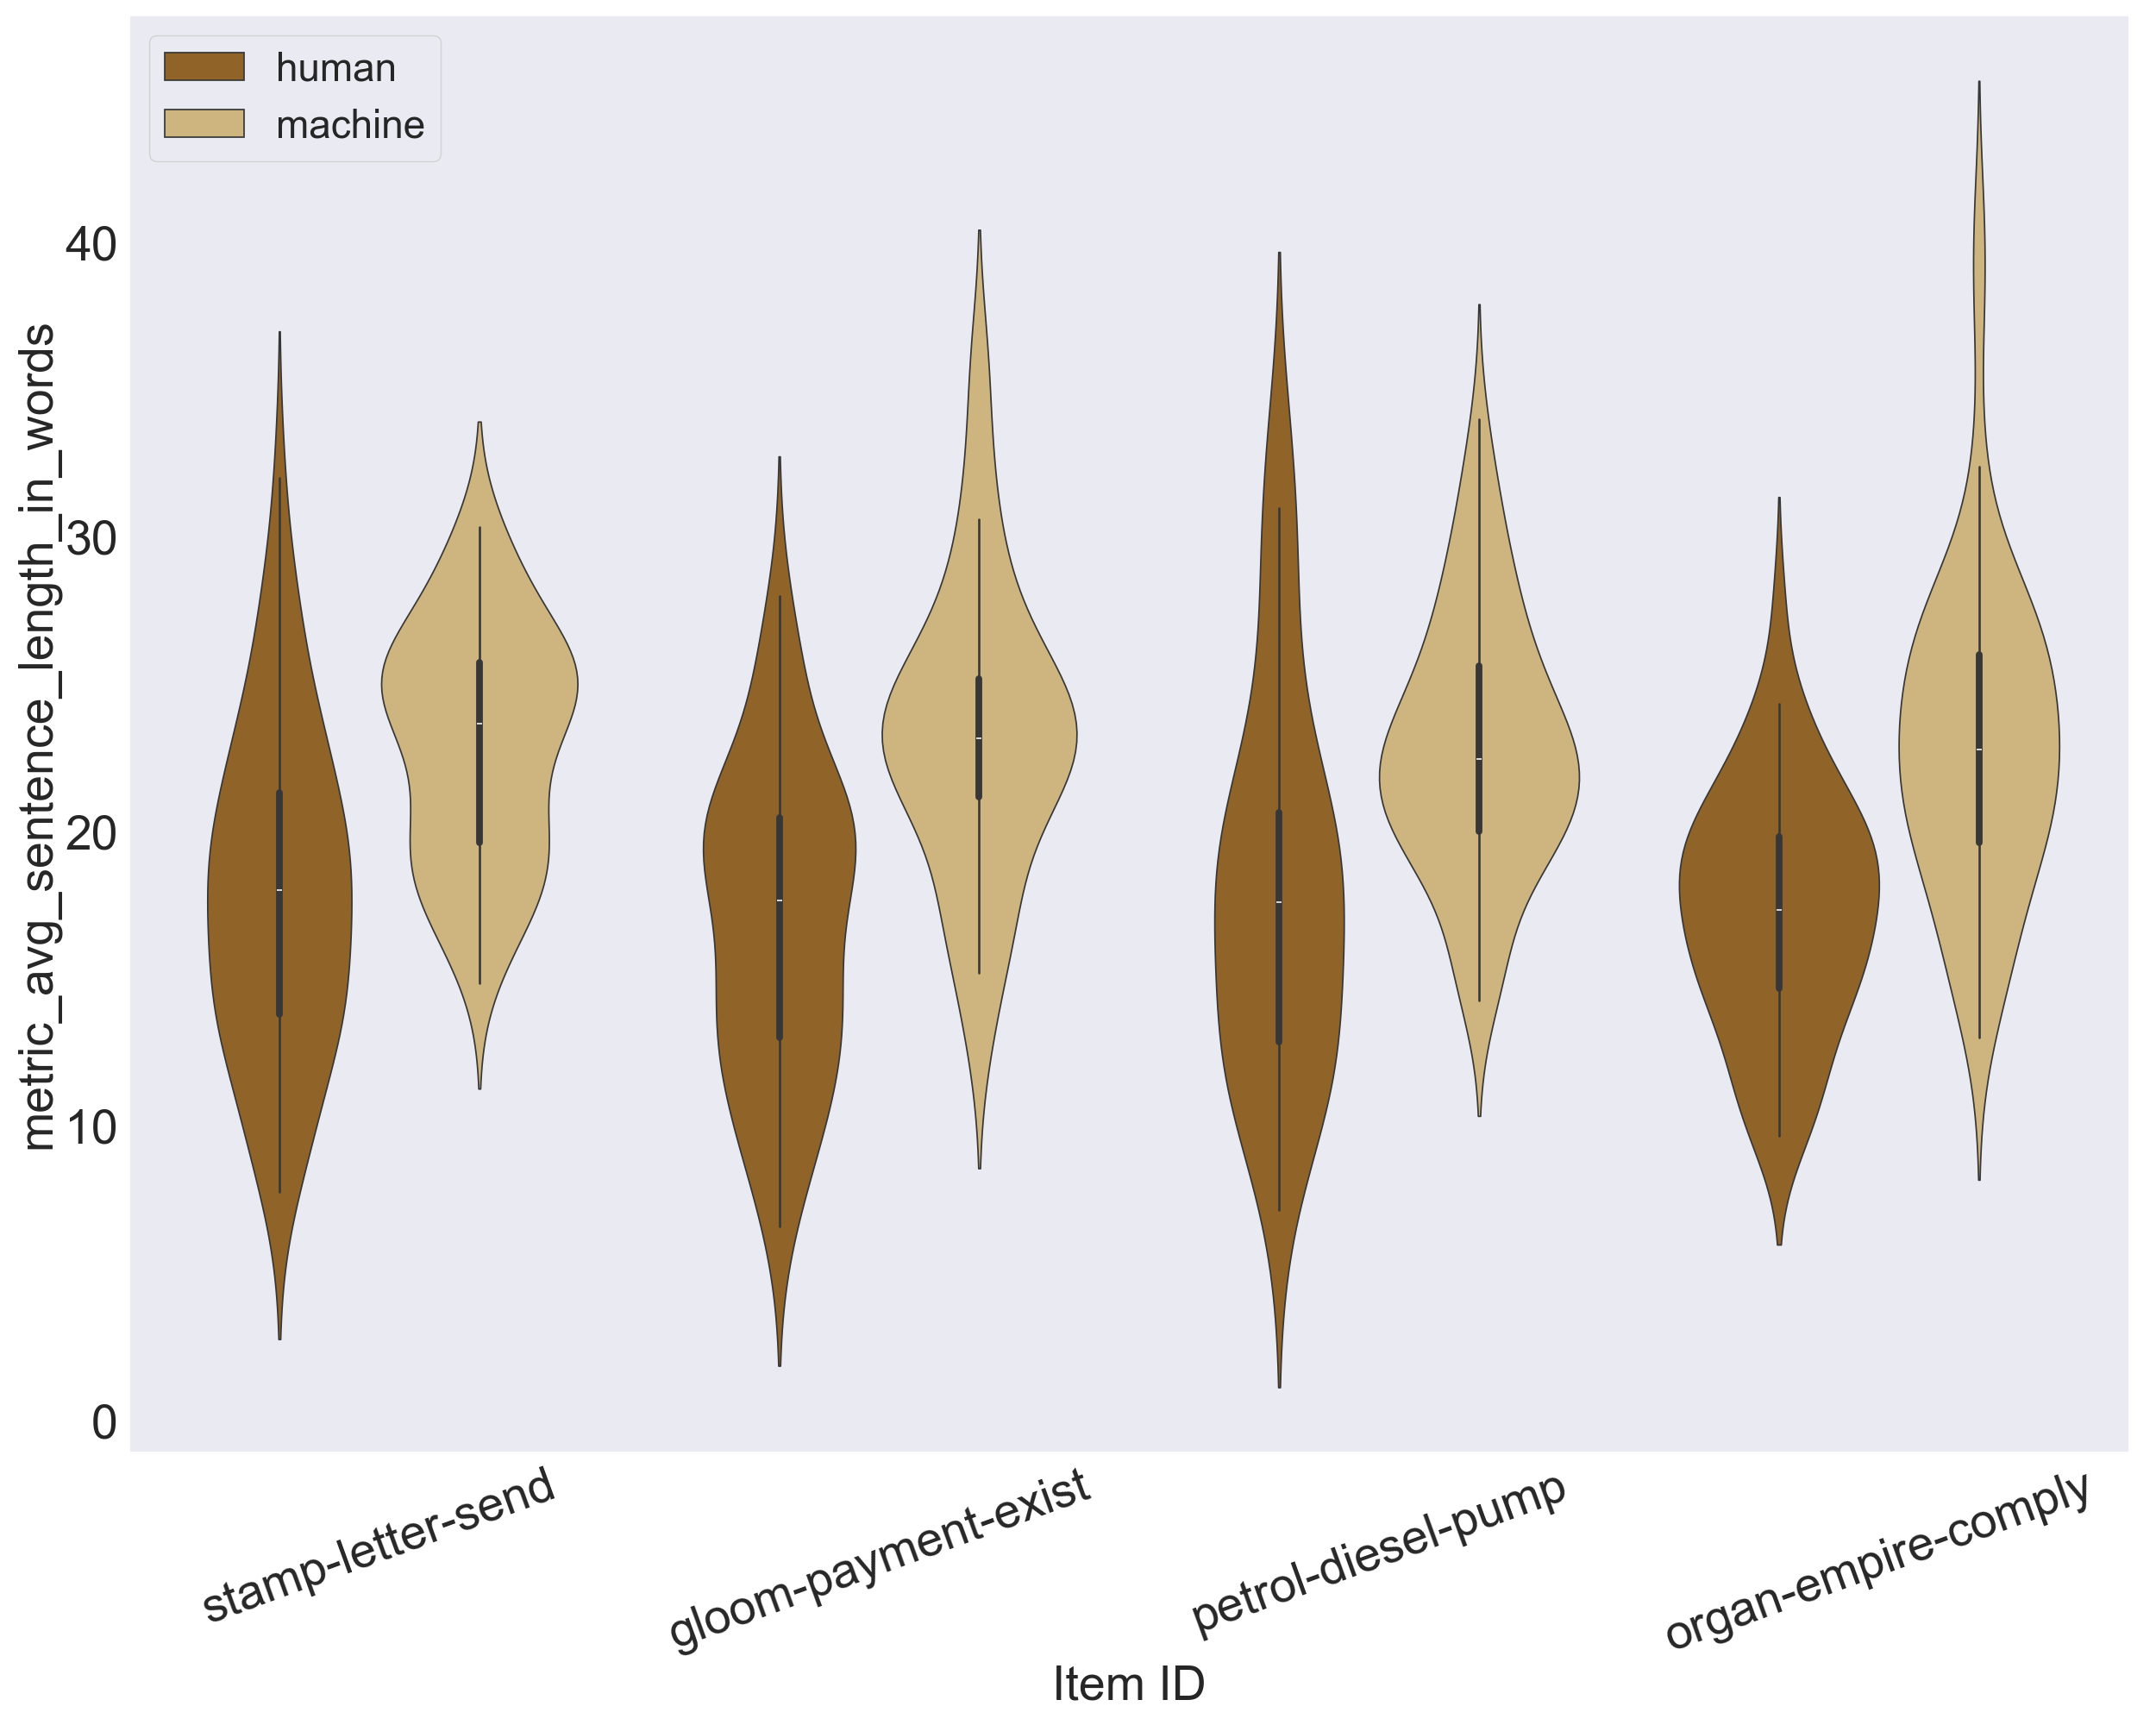 human
machine
metric_avg_sentence_length_in_words
40
30
20
10
0
stamp-letter-send
gloom-payment-exist
petrol-diesel-pump
organ-empire-comply
Item ID